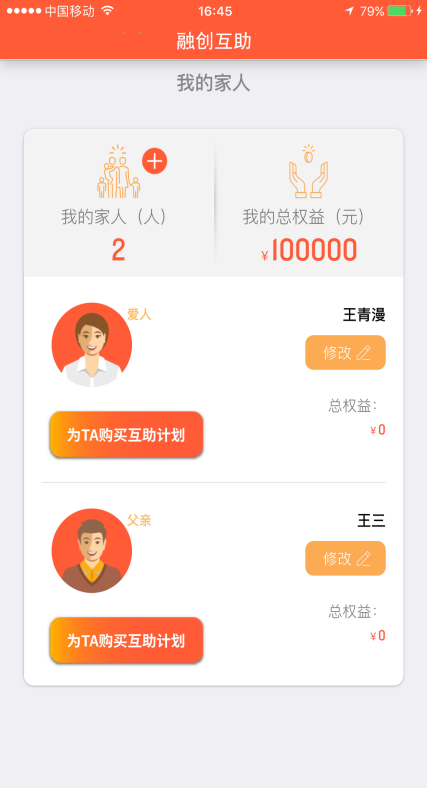 中国移动 16:45 79%
融创互助
我的家人
我的家人（人） 我的总权益（元）
2 ¥100000
爱人 王青漫
修改
总权益：
¥0
为TA购买互助计划
父亲 王三
修改
总权益：
¥0
为TA购买互助计划